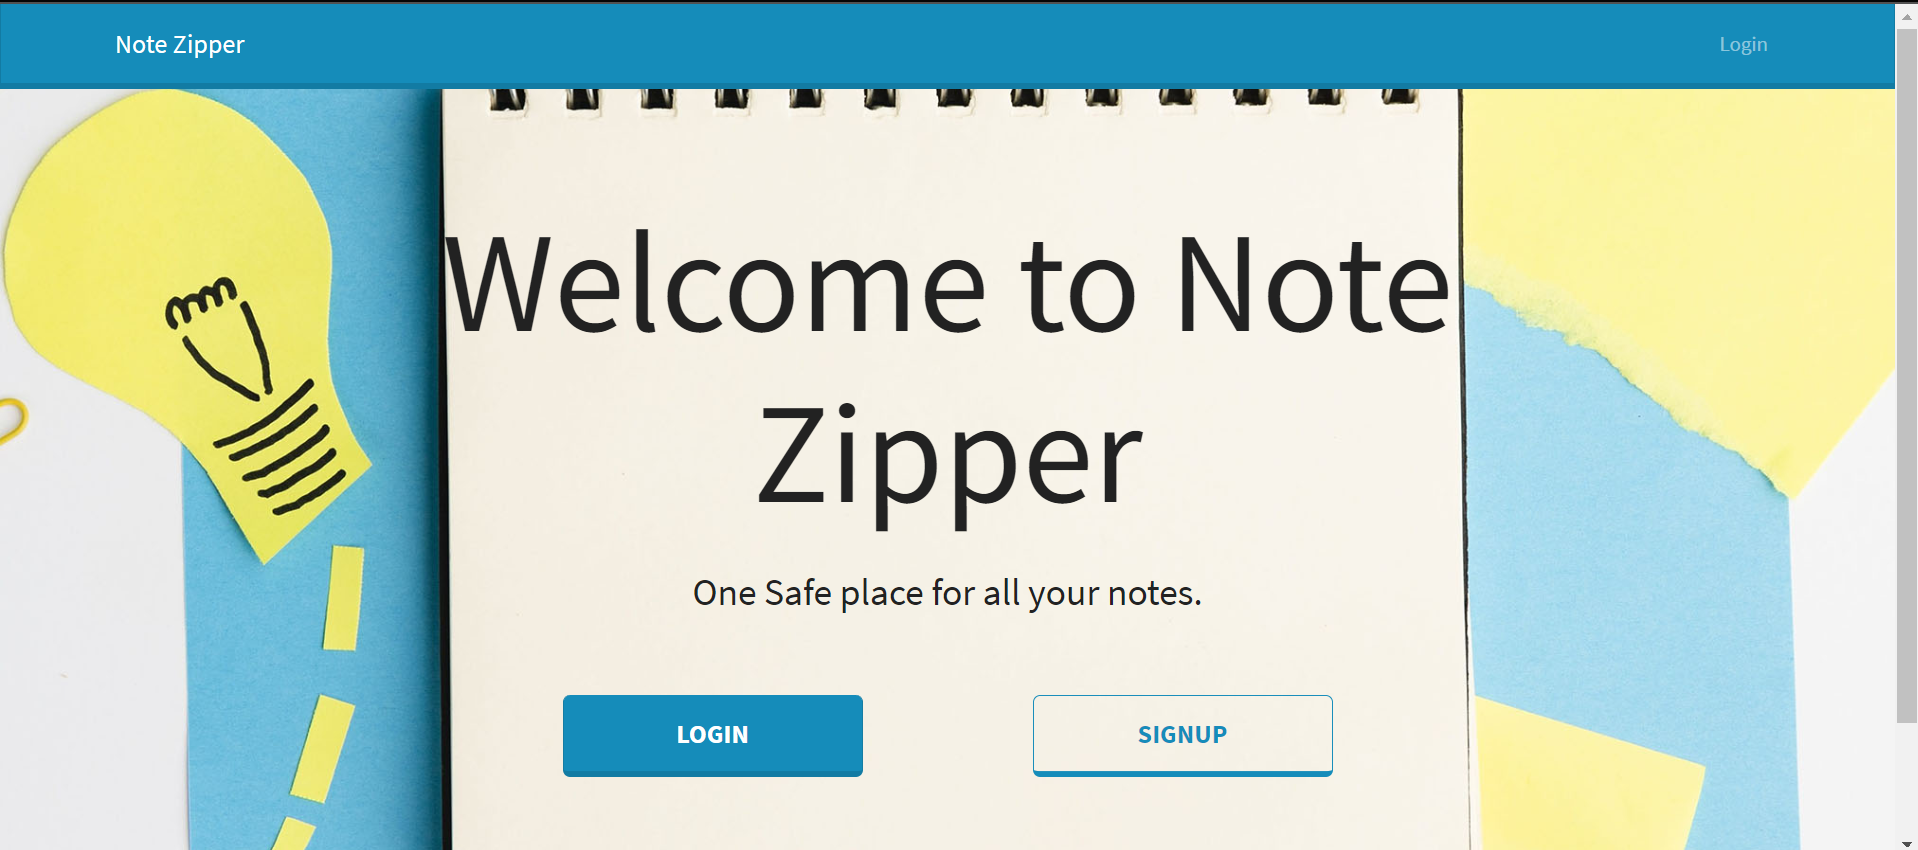 Note Zipper
Login
Welcome to Note
Zipper
One Safe place for all your notes.
LOGIN
SIGNUP